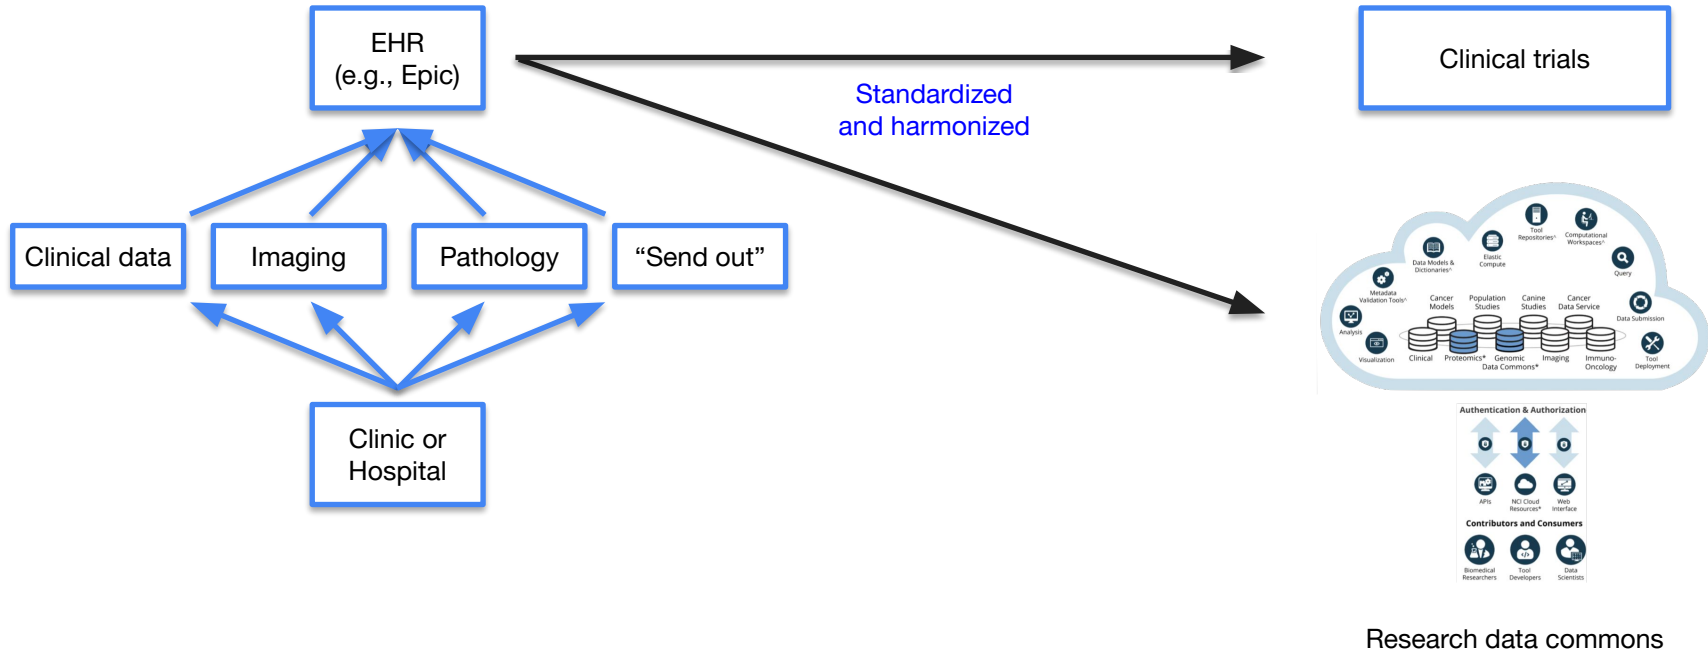 EHR
(e.g., Epic)
Standardized
and harmonized
Clinical trials
Clinical data
Imaging
Pathology
“Send out”
Clinic or
Hospital
Tool
Repositories^
Computational
Workspaces^
Data Models &
Dictionaries^
Elastic
Compute
Query
Metadata
Validation Tools^
Cancer
Models
Population
Studies
Canine
Studies
Cancer
Data Service
Data Submission
Analysis
Visualization
Clinical
Proteomics*
Genomic
Data Commons*
Imaging
Immuno-
Oncology
Tool
Deployment
Authentication & Authorization
APIs
NCI Cloud
Resources*
Web
Interface
Contributors and Consumers
Biomedical
Researchers
Tool
Developers
Data
Scientists
Research data commons